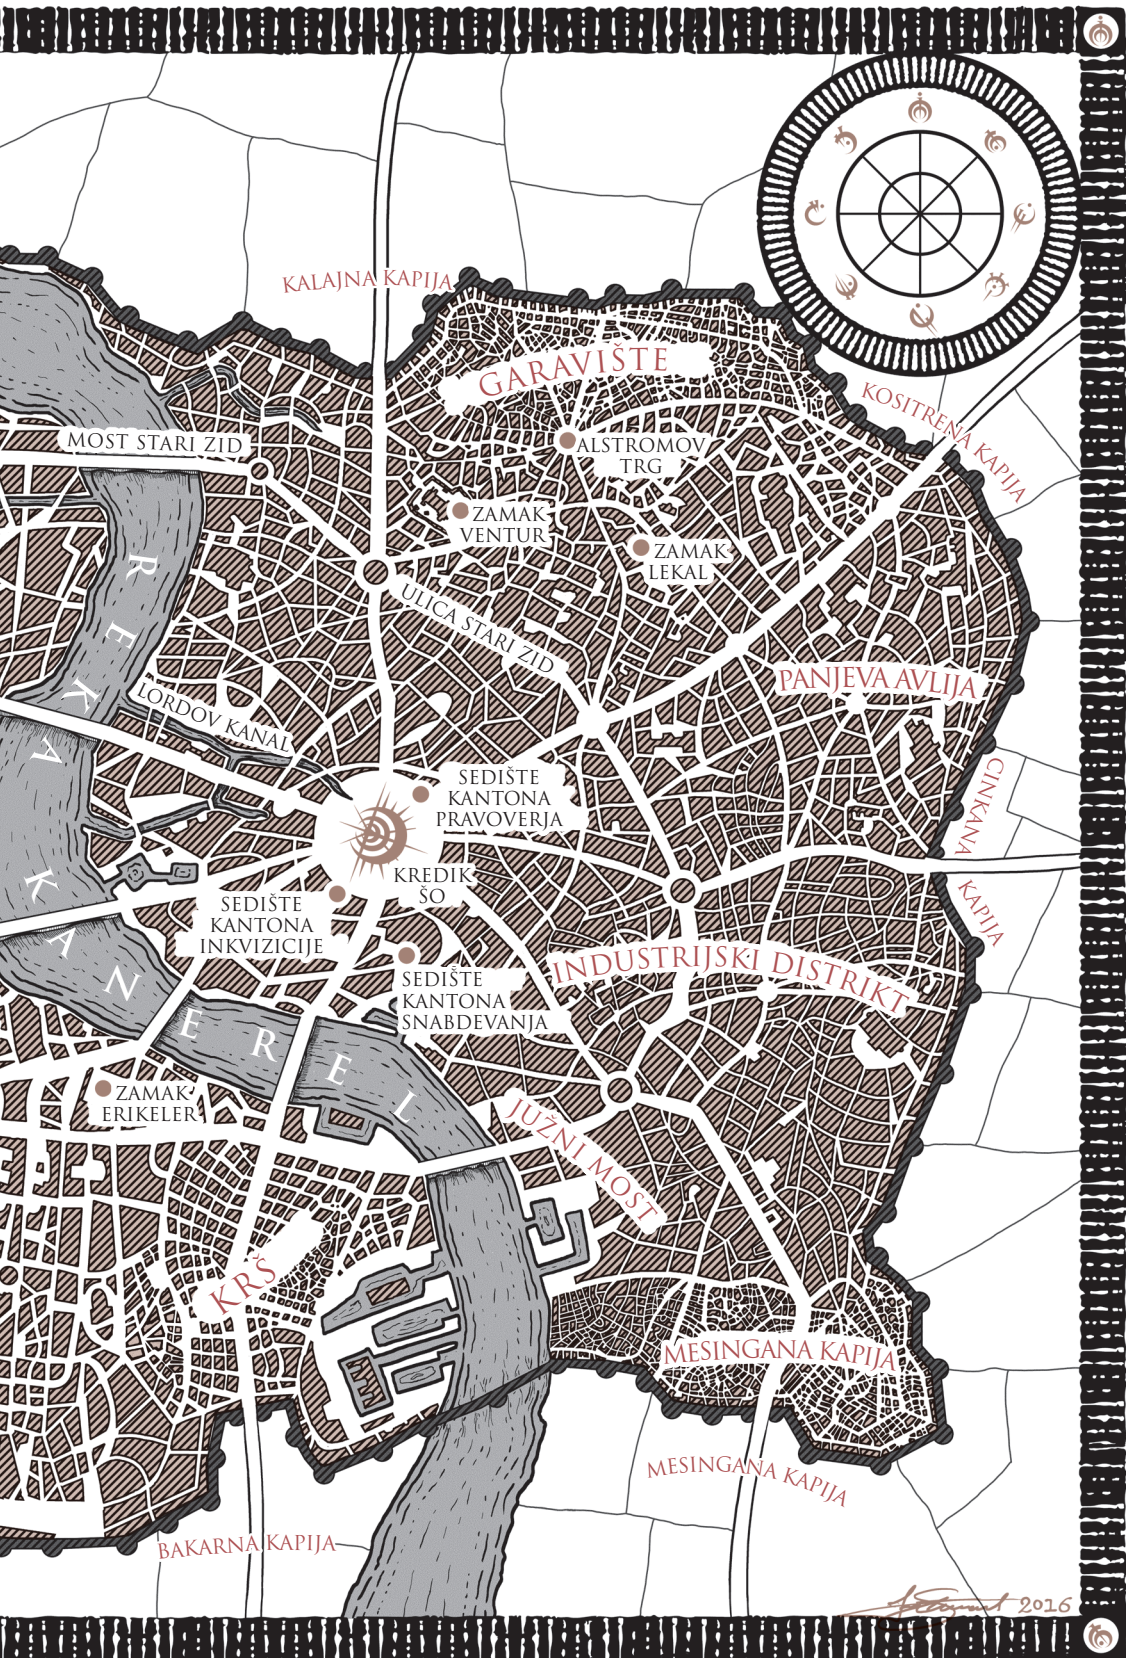 KALAJNA KAPIJA
GARAVIŠTE
KOSITRENA KAPIJA
MOST STARI ZID
ALSTROMOV
TRG
ZAMAK
VENTUR
ZAMAK
LEKAL
ULICA STARI ZID
REKA KANEREL
PANJEVA AVLIJA
LORDOV KANAL
CINKANA
KAPIJA
SEDIŠTE
KANTONA
PRAVOVERJA
KREDIK
ŠO
SEDIŠTE
KANTONA
INKVIZICIJE
INDUSTRIJSKI DISTRIKT
SEDIŠTE
KANTONA
SNABDEVANJA
ZAMAK
ERIKELER
JUŽNI MOST
KRŠ
MESINGANA KAPIJA
MESINGANA KAPIJA
BAKARNA KAPIJA
2016